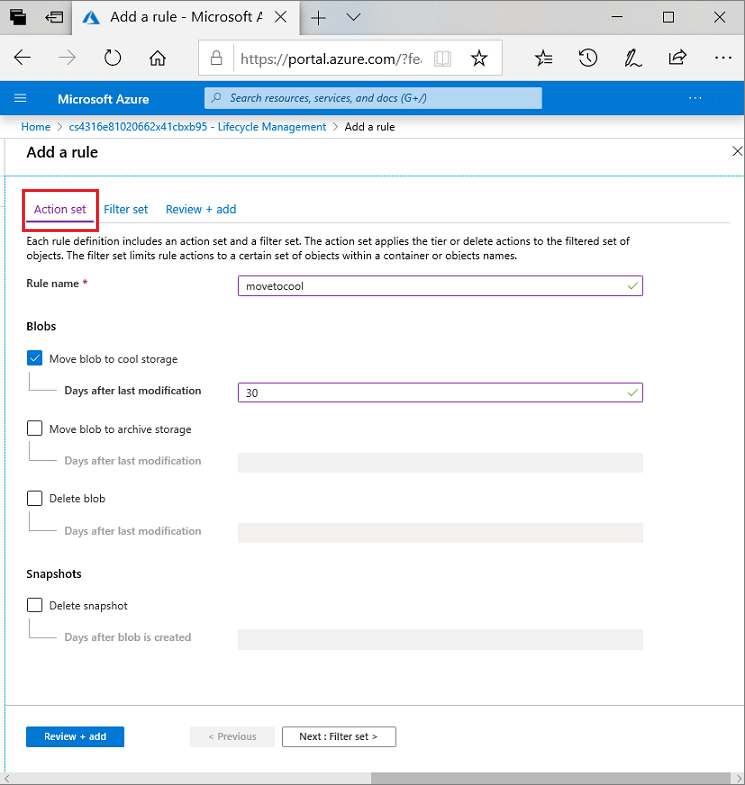 Add a rule - Microsoft A
https://portal.azure.com/?fea
Microsoft Azure
Search resources, services, and docs (G+/)
Home > cs4316e81020662x41cbxb95 - Lifecycle Management > Add a rule
Add a rule
Action set Filter set Review + add
Each rule definition includes an action set and a filter set. The action set applies the tier or delete actions to the filtered set of
objects. The filter set limits rule actions to a certain set of objects within a container or objects names.
Rule name * movetocool
Blobs
Move blob to cool storage
Days after last modification 30
Move blob to archive storage
Days after last modification
Delete blob
Days after last modification
Snapshots
Delete snapshot
Days after blob is created
Review + add < Previous Next : Filter set >